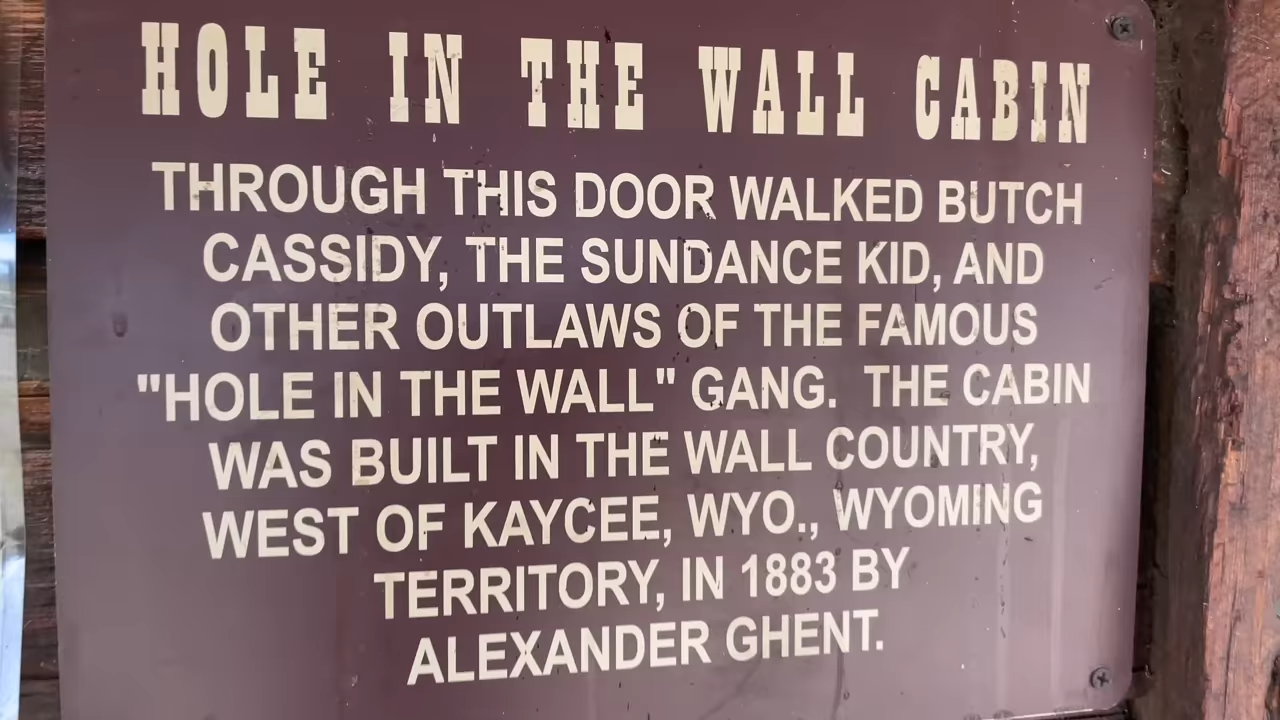 HOLE IN THE WALL CABIN
THROUGH THIS DOOR WALKED BUTCH
CASSIDY, THE SUNDANCE KID, AND
OTHER OUTLAWS OF THE FAMOUS
"HOLE IN THE WALL" GANG.  THE CABIN
WAS BUILT IN THE WALL COUNTRY,
WEST OF KAYCEE, WYO., WYOMING
TERRITORY, IN 1883 BY
ALEXANDER GHENT.